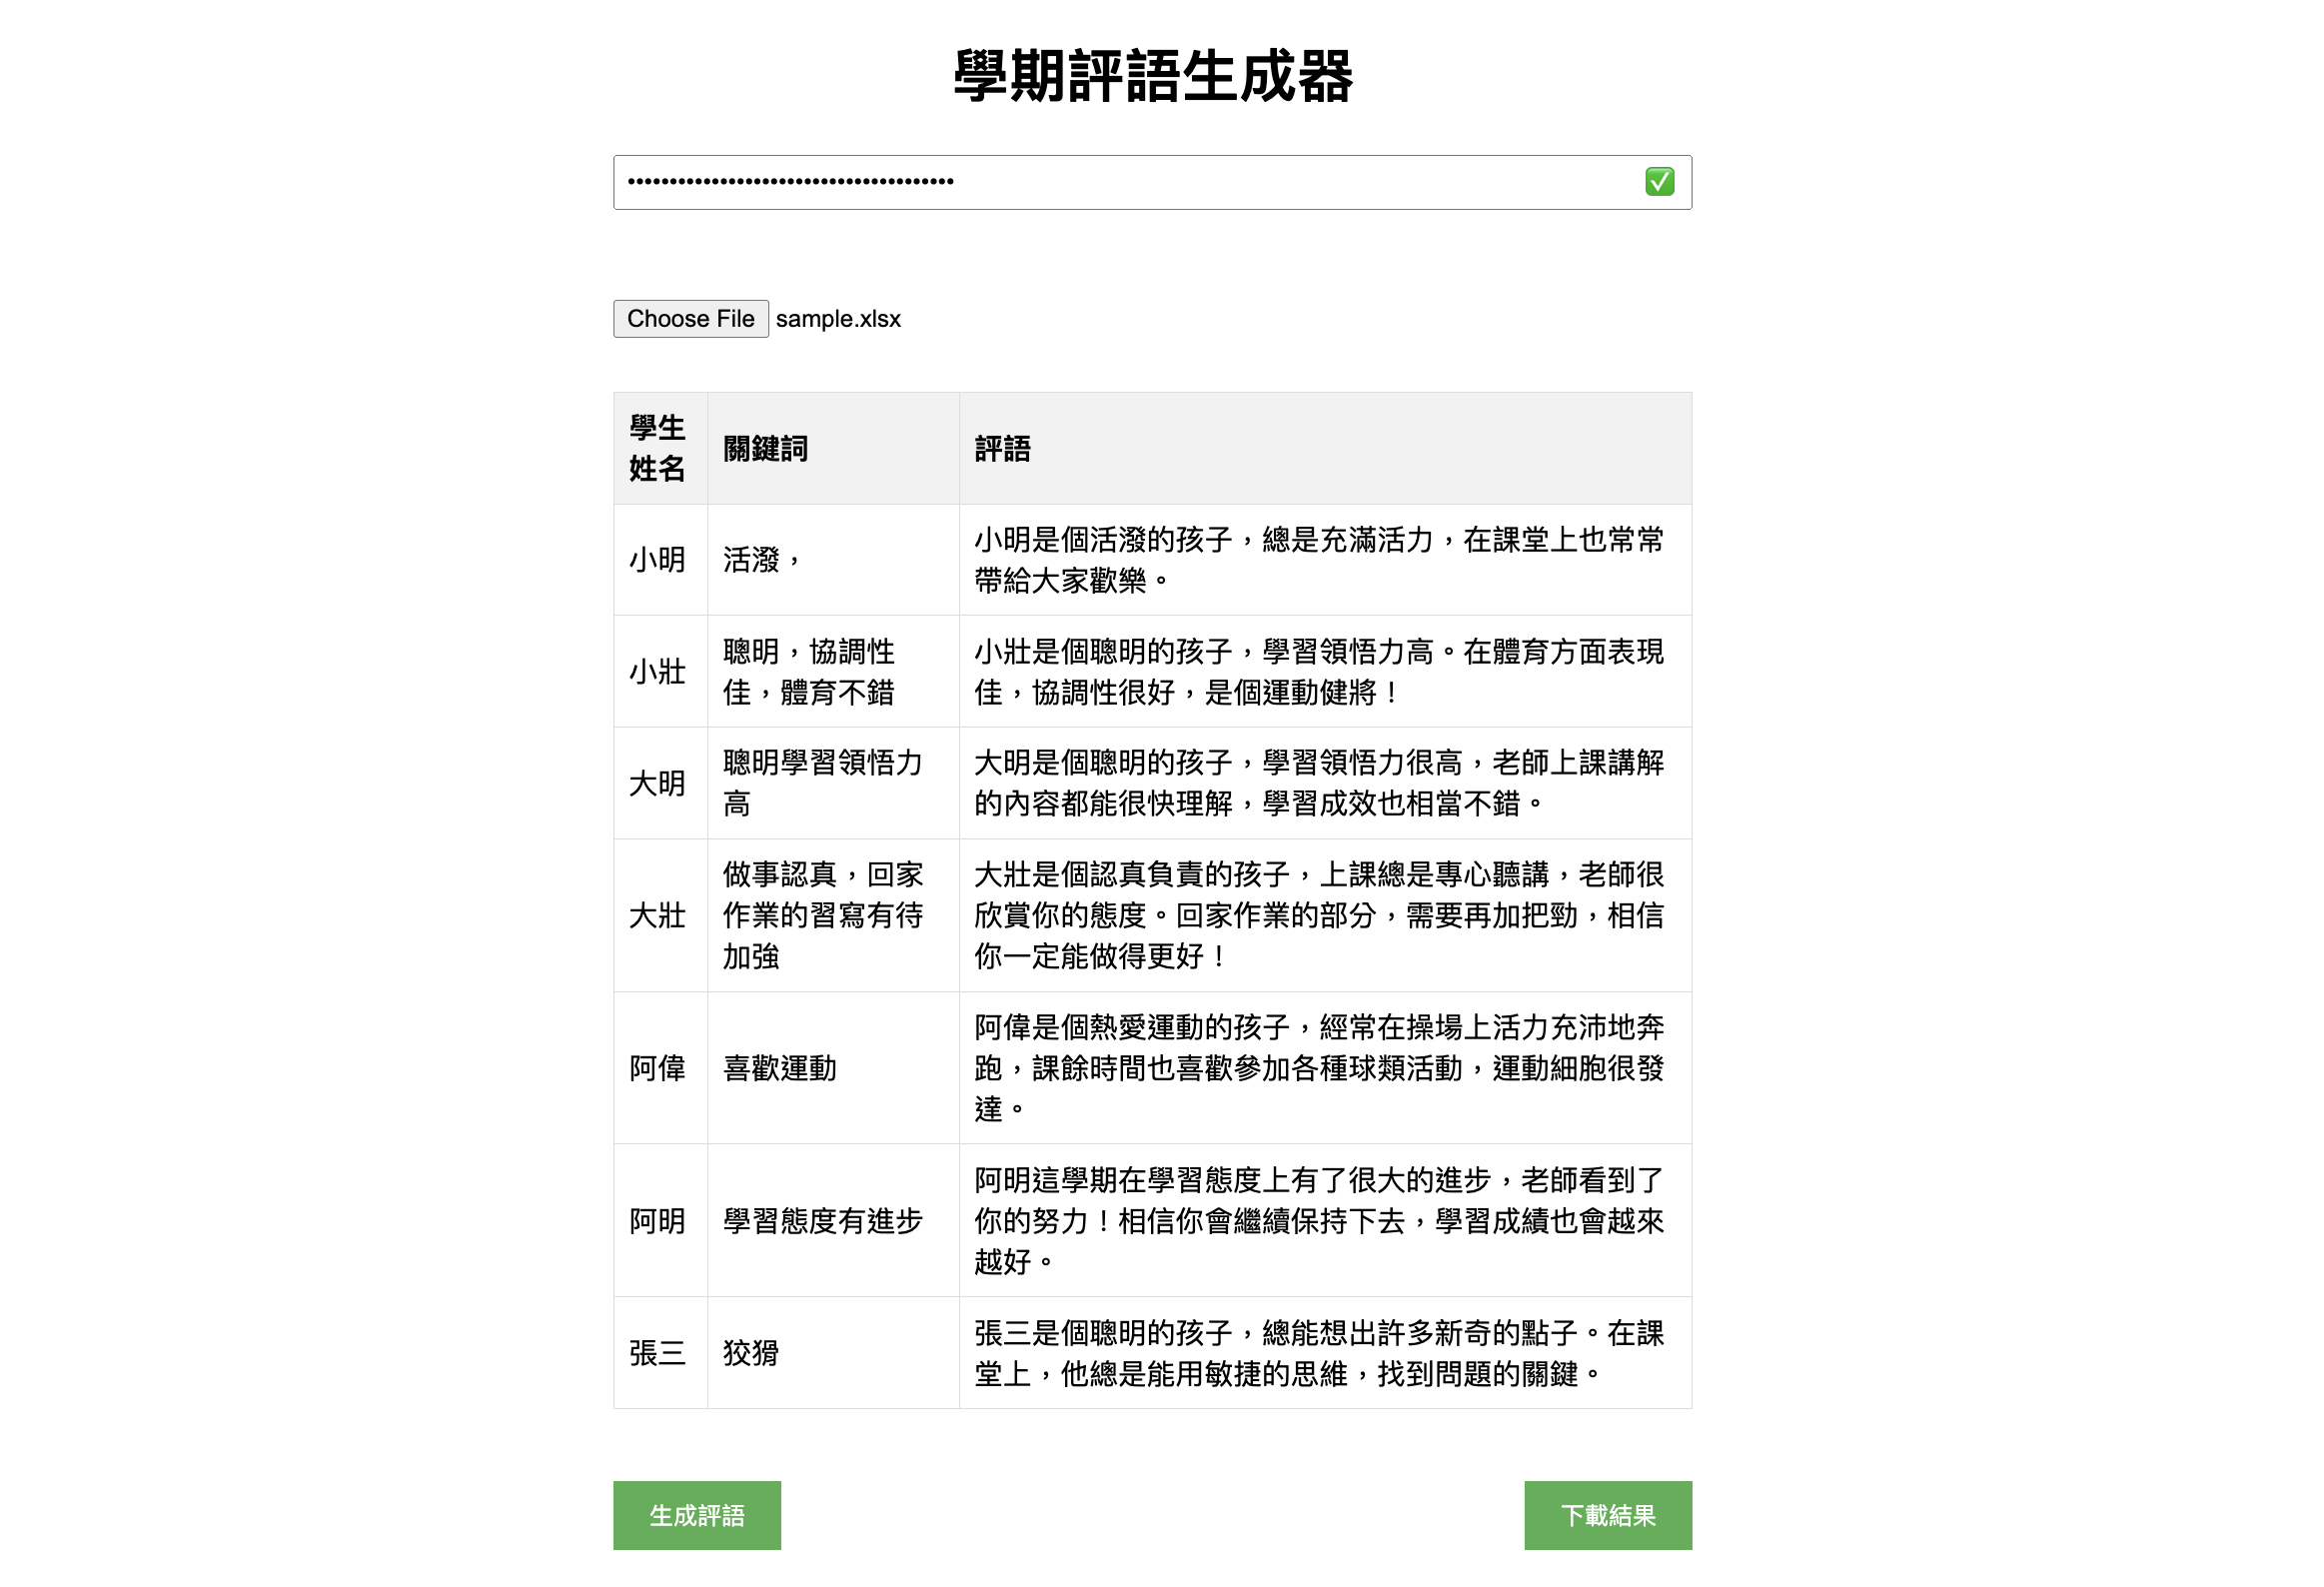 學期評語生成器
•••••••••••••••••••••••••••••••••••••••
✅
Choose File sample.xlsx
學生
姓名
關鍵詞
評語
小明
活潑，
小明是個活潑的孩子，總是充滿活力，在課堂上也常常
帶給大家歡樂。
小壯
聰明，協調性
佳，體育不錯
小壯是個聰明的孩子，學習領悟力高。在體育方面表現
佳，協調性很好，是個運動健將！
大明
聰明學習領悟力
高
大明是個聰明的孩子，學習領悟力很高，老師上課講解
的內容都能很快理解，學習成效也相當不錯。
大壯
做事認真，回家
作業的習寫有待
加強
大壯是個認真負責的孩子，上課總是專心聽講，老師很
欣賞你的態度。回家作業的部分，需要再加把勁，相信
你一定能做得更好！
阿偉
喜歡運動
阿偉是個熱愛運動的孩子，經常在操場上活力充沛地奔
跑，課餘時間也喜歡參加各種球類活動，運動細胞很發
達。
阿明
學習態度有進步
阿明這學期在學習態度上有了很大的進步，老師看到了
你的努力！相信你會繼續保持下去，學習成績也會越來
越好。
張三
狡猾
張三是個聰明的孩子，總能想出許多新奇的點子。在課
堂上，他總是能用敏捷的思維，找到問題的關鍵。
生成評語
下載結果